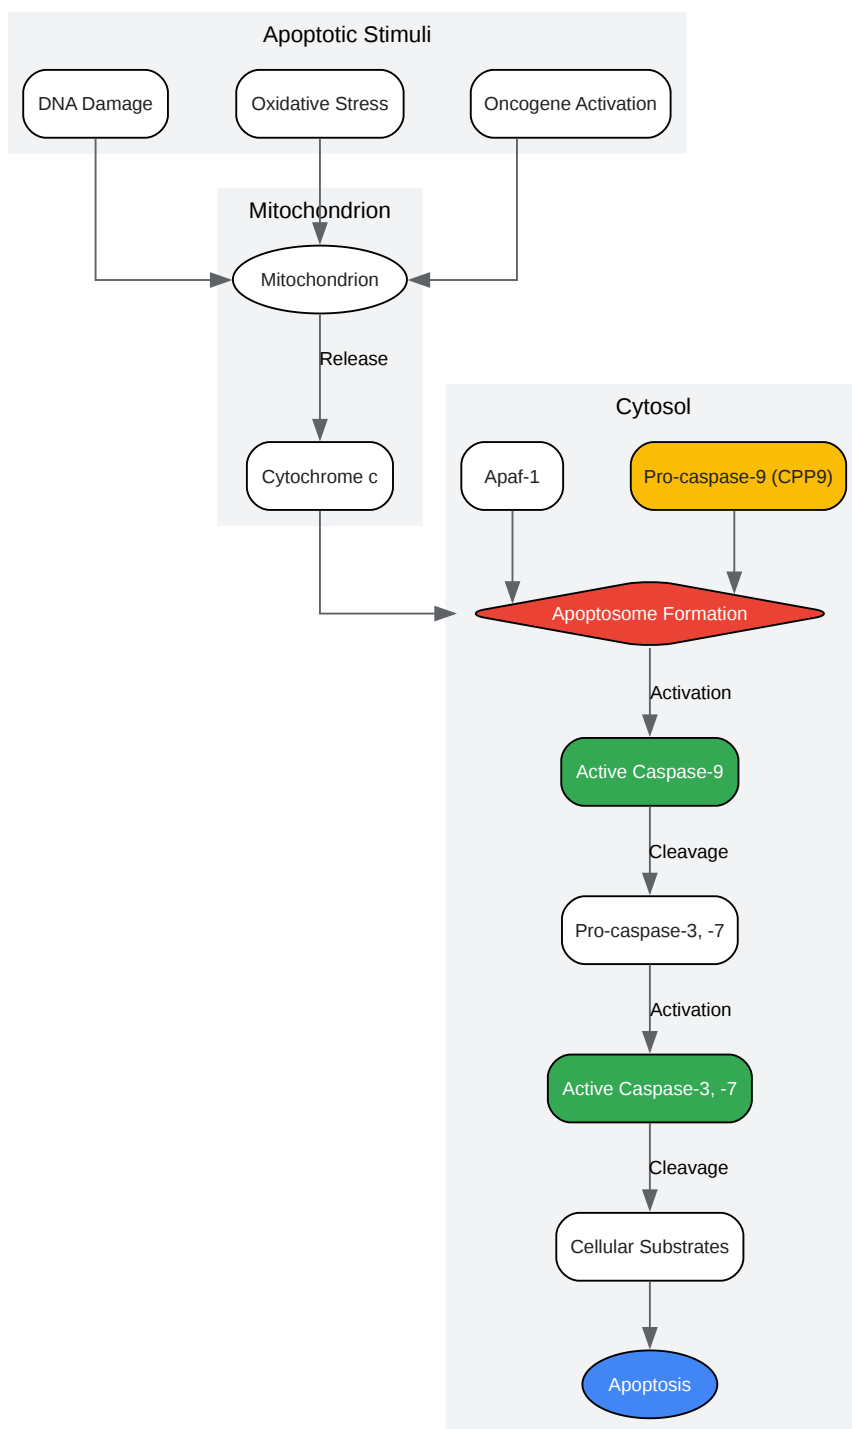 Apoptotic Stimuli
DNA Damage
Oxidative Stress
Oncogene Activation
Mitochondrion
Mitochondrion
Release
Cytochrome c
Cytosol
Apaf-1
Pro-caspase-9 (CPP9)
Apoptosome Formation
Activation
Active Caspase-9
Cleavage
Pro-caspase-3, -7
Activation
Active Caspase-3, -7
Cleavage
Cellular Substrates
Apoptosis